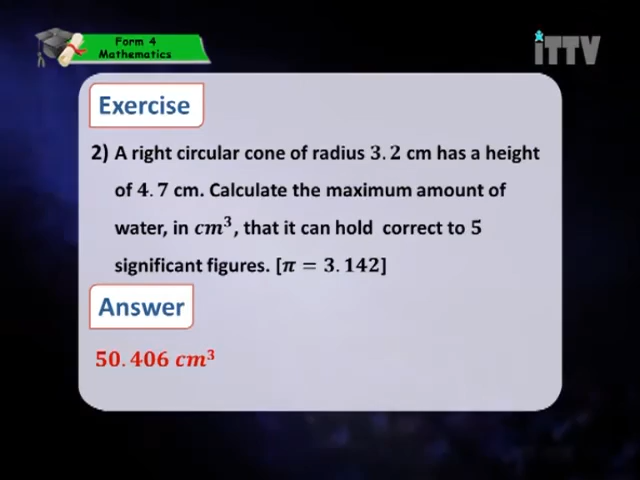 Form 4
Mathematics
iTTV
Exercise
2) A right circular cone of radius 3.2 cm has a height
of 4.7 cm. Calculate the maximum amount of
water, in cm³, that it can hold correct to 5
significant figures. [π = 3.142]
Answer
50.406 cm³